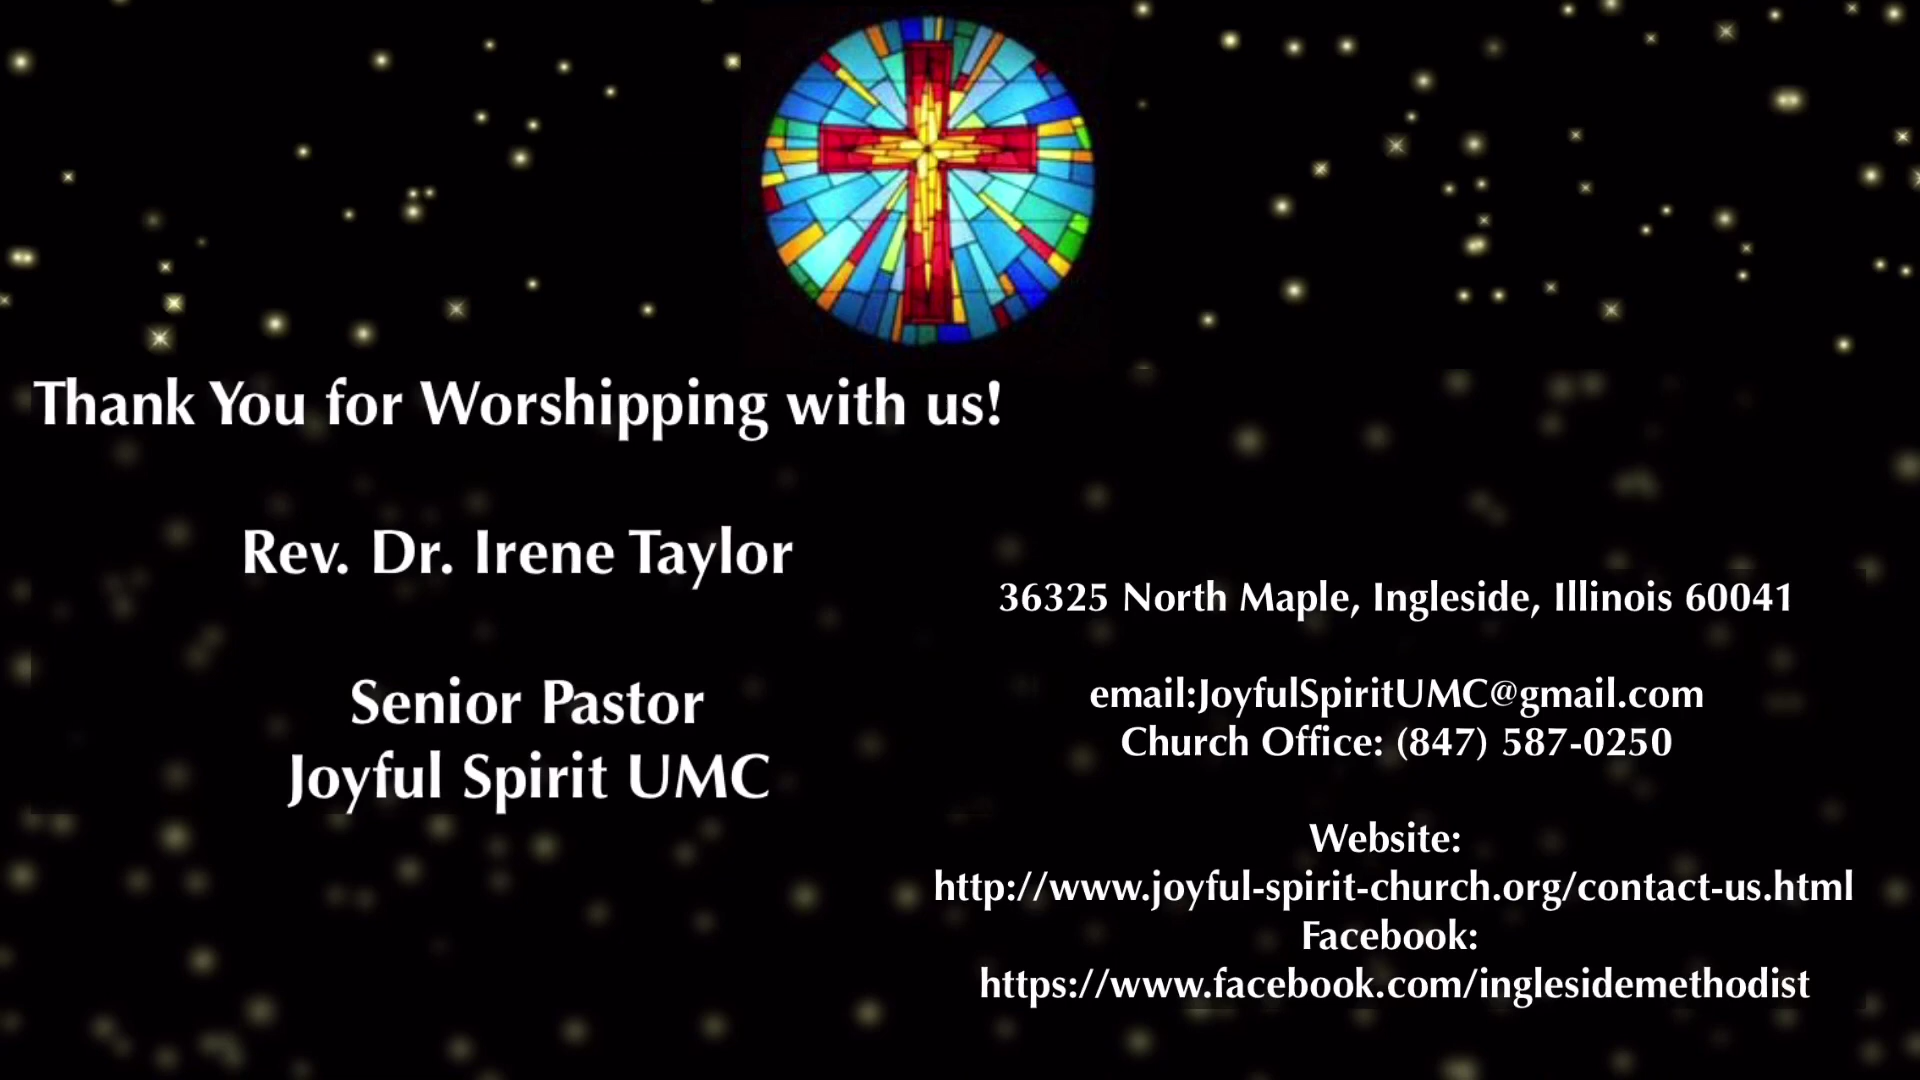 Thank You for Worshipping with us!
Rev. Dr. Irene Taylor
Senior Pastor
Joyful Spirit UMC
36325 North Maple, Ingleside, Illinois 60041
email:JoyfulSpiritUMC@gmail.com
Church Office: (847) 587-0250
Website:
http://www.joyful-spirit-church.org/contact-us.html
Facebook:
https://www.facebook.com/inglesidemethodist